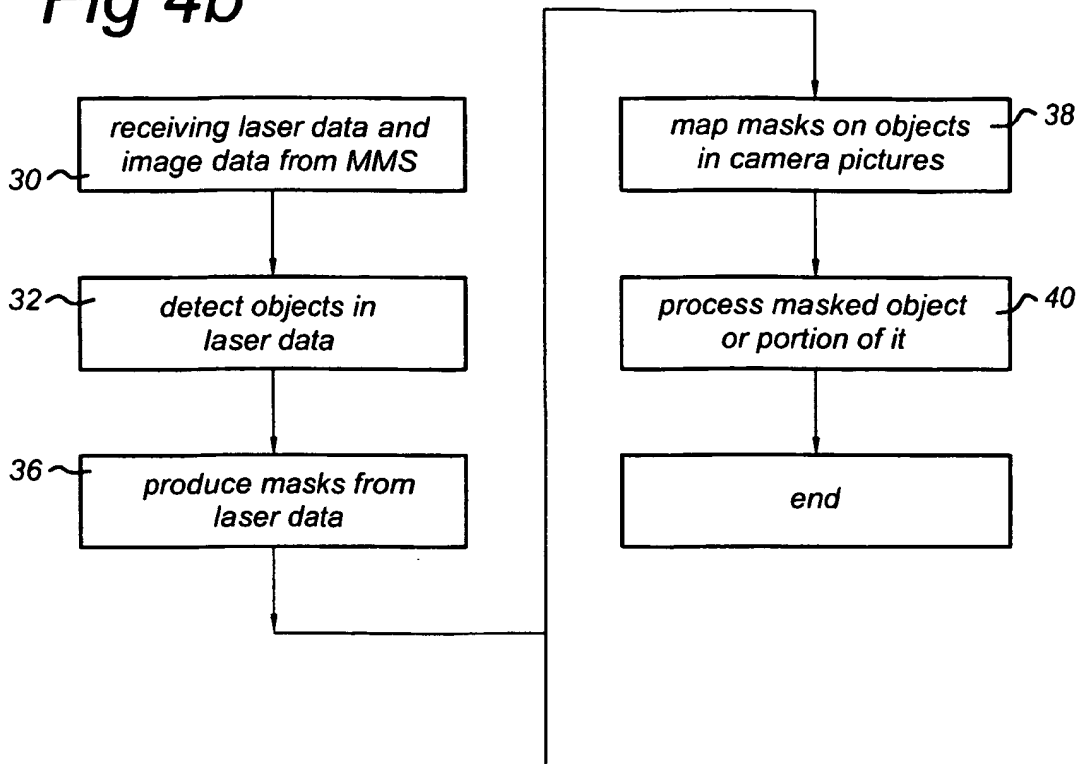 Fig 4b
receiving laser data and
image data from MMS
30
32
detect objects in
laser data
36
produce masks from
laser data
map masks on objects
in camera pictures
38
process masked object
or portion of it
40
end